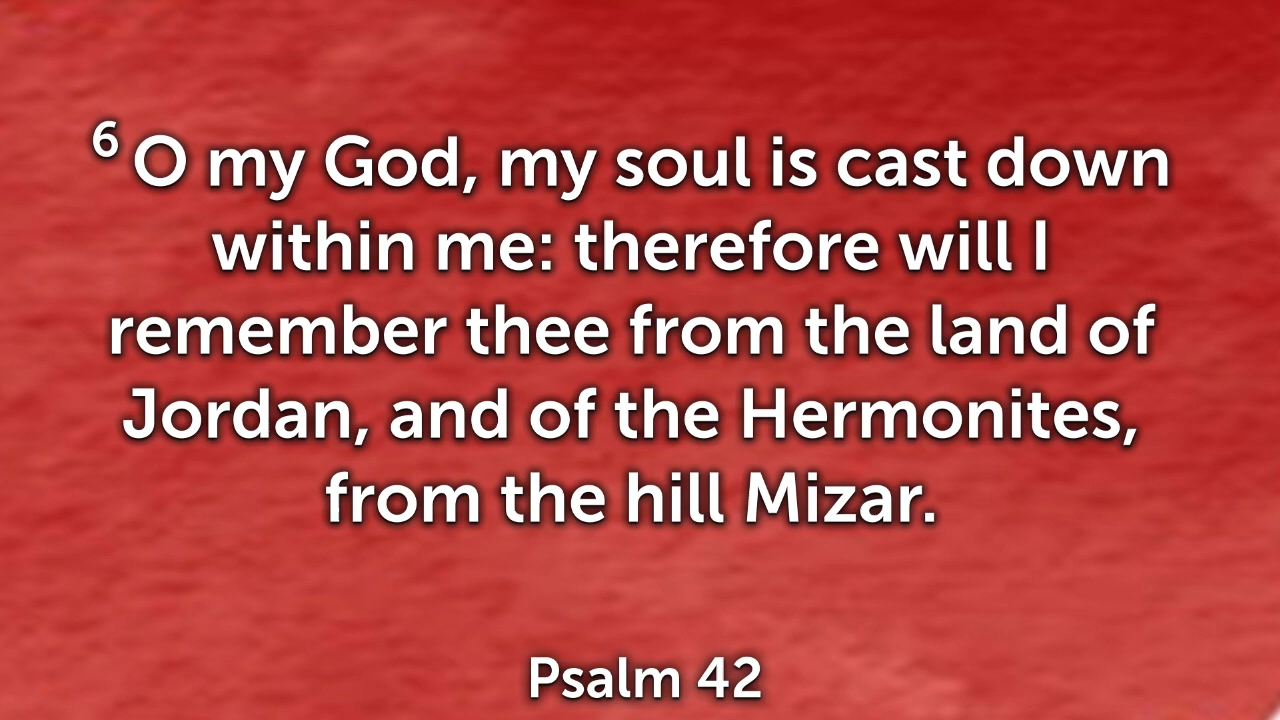 6 O my God, my soul is cast down
within me: therefore will I
remember thee from the land of
Jordan, and of the Hermonites,
from the hill Mizar.
Psalm 42